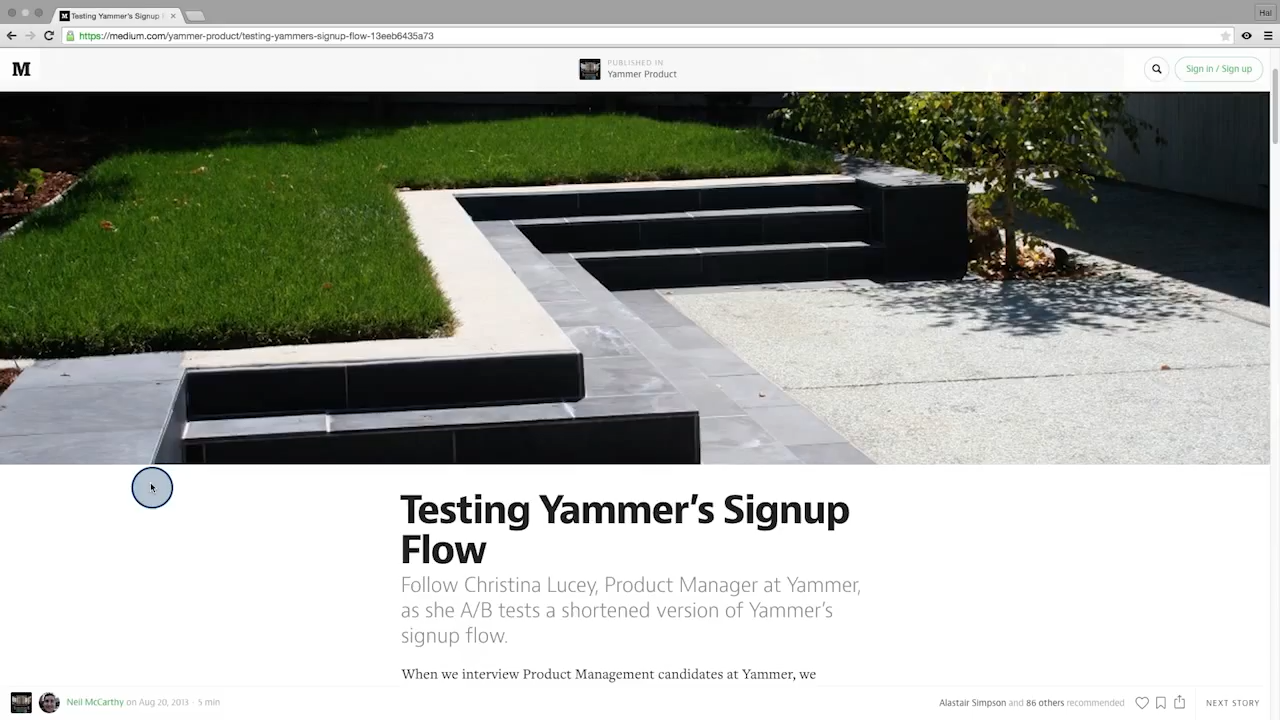 Testing Yammer's Signup
Hal
https://medium.com/yammer-product/testing-yammers-signup-flow-13eeb6435a73
M
PUBLISHED IN
Yammer Product
Sign in / Sign up
Testing Yammer's Signup
Flow
Follow Christina Lucey, Product Manager at Yammer,
as she A/B tests a shortened version of Yammer's
signup flow.
When we interview Product Management candidates at Yammer, we
Neil McCarthy on Aug 20, 2013 · 5 min
Alastair Simpson and 86 others recommended
NEXT STORY